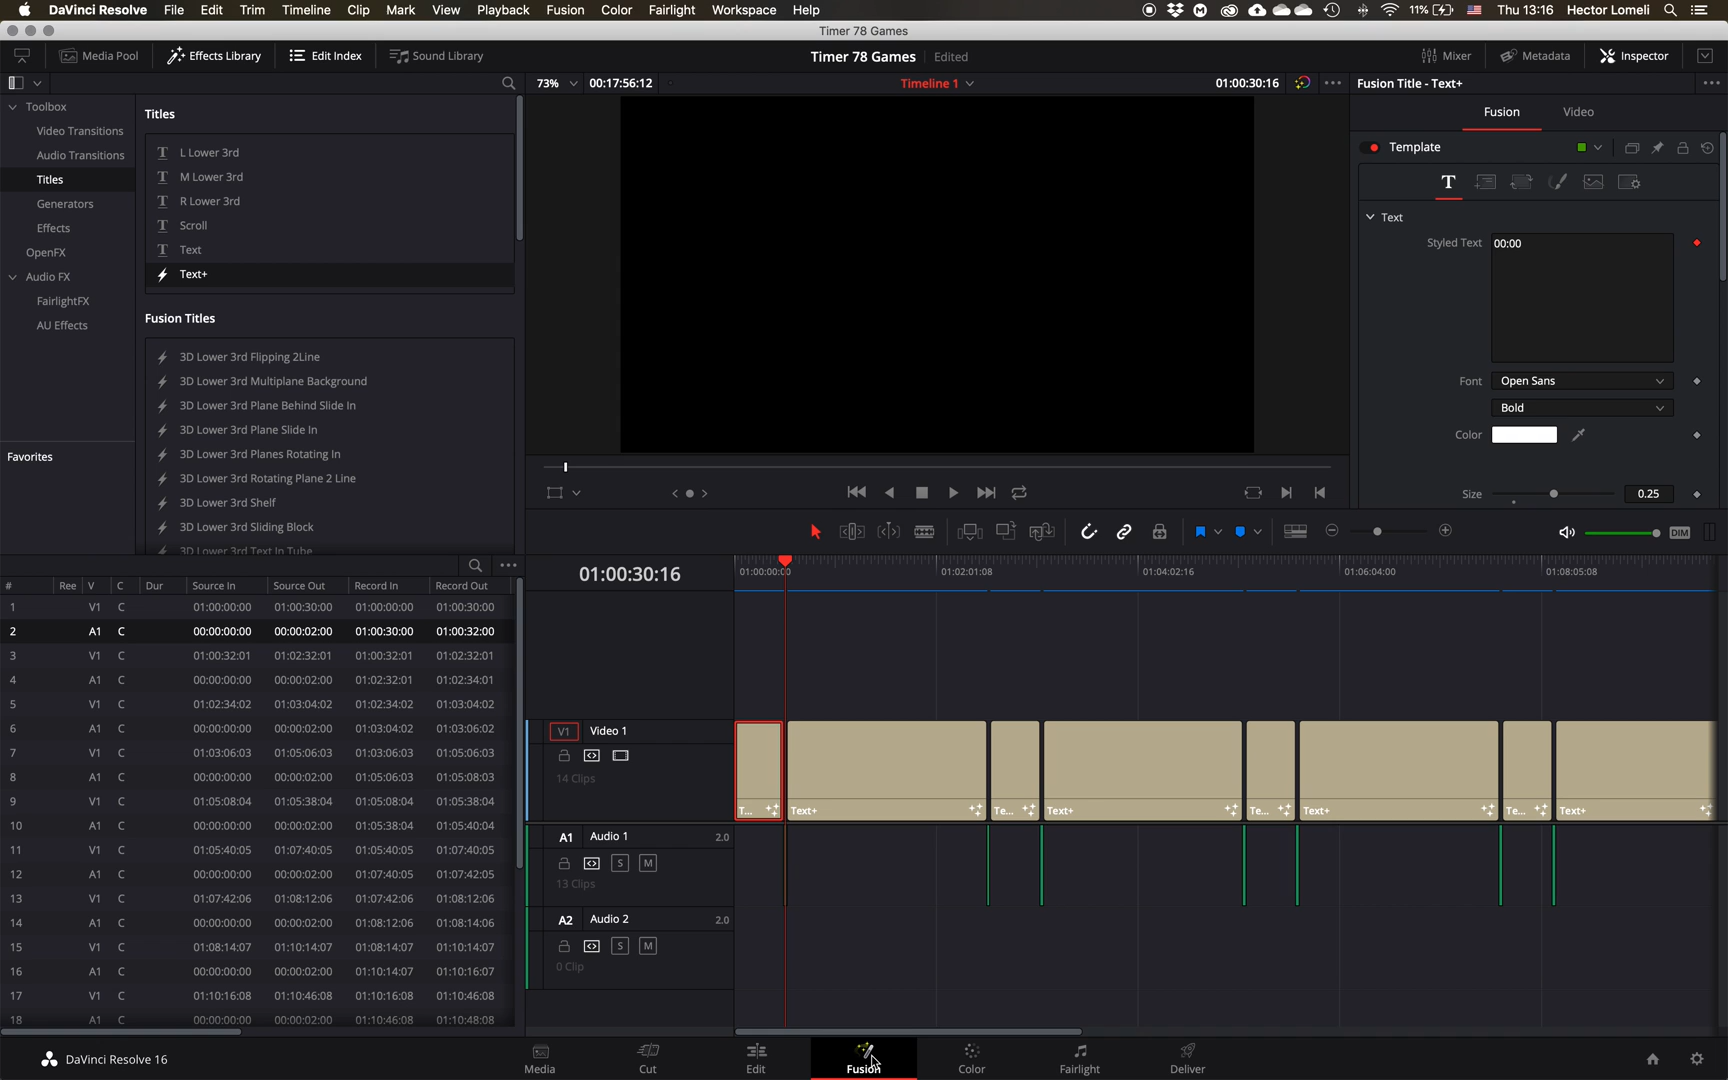 DaVinci Resolve File Edit Trim Timeline Clip Mark View Playback Fusion Color Fairlight Workspace Help 11% Thu 13:16 Hector Lomeli
Timer 78 Games
Media Pool Effects Library Edit Index Sound Library Timer 78 Games Edited Mixer Metadata Inspector
73% 00:17:56:12 Timeline 1 01:00:30:16 Fusion Title - Text+
Toolbox
Video Transitions
Audio Transitions
Titles
Generators
Effects
OpenFX
Audio FX
FairlightFX
AU Effects
Favorites
Titles
L Lower 3rd
M Lower 3rd
R Lower 3rd
Scroll
Text
Text+
Fusion Titles
3D Lower 3rd Flipping 2Line
3D Lower 3rd Multiplane Background
3D Lower 3rd Plane Behind Slide In
3D Lower 3rd Plane Slide In
3D Lower 3rd Planes Rotating In
3D Lower 3rd Rotating Plane 2 Line
3D Lower 3rd Shelf
3D Lower 3rd Sliding Block
3D Lower 3rd Text In Tube
Fusion Video
Template
T
Text
Styled Text 00:00
Font Open Sans
Bold
Color
Size 0.25
DIM
# Ree V C Dur Source In Source Out Record In Record Out
1 V1 C 01:00:00:00 01:00:30:00 01:00:00:00 01:00:30:00
2 A1 C 00:00:00:00 00:00:02:00 01:00:30:00 01:00:32:00
3 V1 C 01:00:32:01 01:02:32:01 01:00:32:01 01:02:32:01
4 A1 C 00:00:00:00 00:00:02:00 01:02:32:01 01:02:34:01
5 V1 C 01:02:34:02 01:03:04:02 01:02:34:02 01:03:04:02
6 A1 C 00:00:00:00 00:00:02:00 01:03:04:02 01:03:06:02
7 V1 C 01:03:06:03 01:05:06:03 01:03:06:03 01:05:06:03
8 A1 C 00:00:00:00 00:00:02:00 01:05:06:03 01:05:08:03
9 V1 C 01:05:08:04 01:05:38:04 01:05:08:04 01:05:38:04
10 A1 C 00:00:00:00 00:00:02:00 01:05:38:04 01:05:40:04
11 V1 C 01:05:40:05 01:07:40:05 01:05:40:05 01:07:40:05
12 A1 C 00:00:00:00 00:00:02:00 01:07:40:05 01:07:42:05
13 V1 C 01:07:42:06 01:08:12:06 01:07:42:06 01:08:12:06
14 A1 C 00:00:00:00 00:00:02:00 01:08:12:06 01:08:14:06
15 V1 C 01:08:14:07 01:10:14:07 01:08:14:07 01:10:14:07
16 A1 C 00:00:00:00 00:00:02:00 01:10:14:07 01:10:16:07
17 V1 C 01:10:16:08 01:10:46:08 01:10:16:08 01:10:46:08
18 A1 C 00:00:00:00 00:00:02:00 01:10:46:08 01:10:48:08
01:00:30:16
01:00:00:00 01:02:01:08 01:04:02:16 01:06:04:00 01:08:05:08
V1 Video 1
14 Clips
T... Text+ Te... Text+ Te... Text+ Te... Text+
A1 Audio 1 2.0
S M
13 Clips
A2 Audio 2 2.0
S M
0 Clip
DaVinci Resolve 16 Media Cut Edit Fusion Color Fairlight Deliver